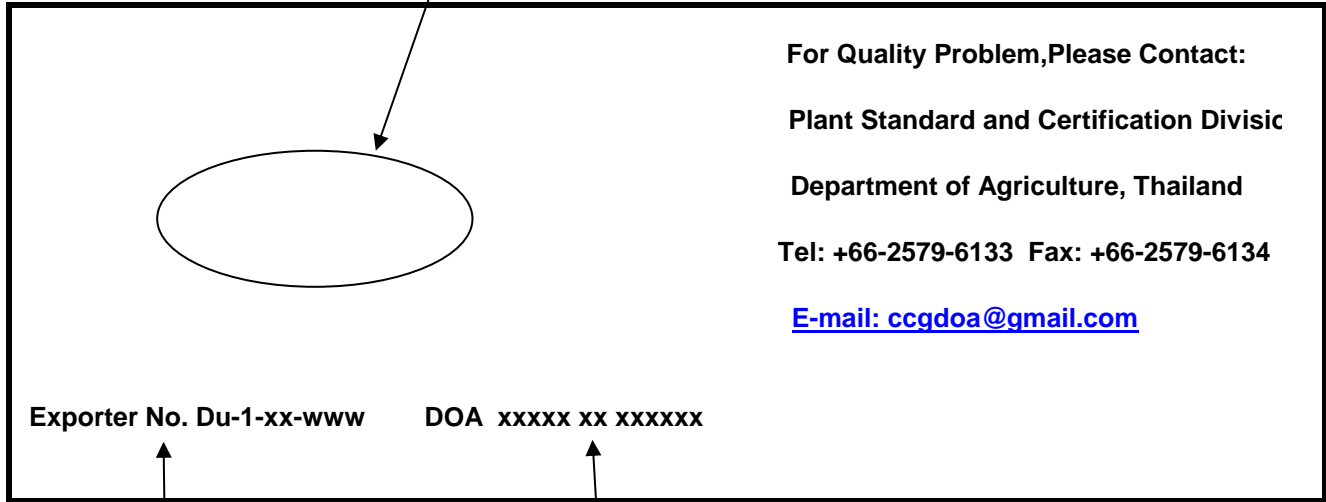 For Quality Problem,Please Contact:
Plant Standard and Certification Divisic
Department of Agriculture, Thailand
Tel: +66-2579-6133 Fax: +66-2579-6134
E-mail: ccgdoa@gmail.com
Exporter No. Du-1-xx-www DOA xxxxx xx xxxxxx